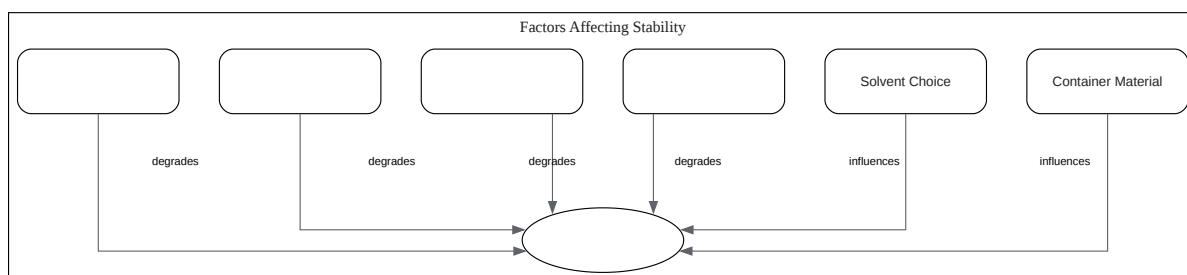 Factors Affecting Stability
Solvent Choice
Container Material
degrades
degrades
degrades
degrades
influences
influences